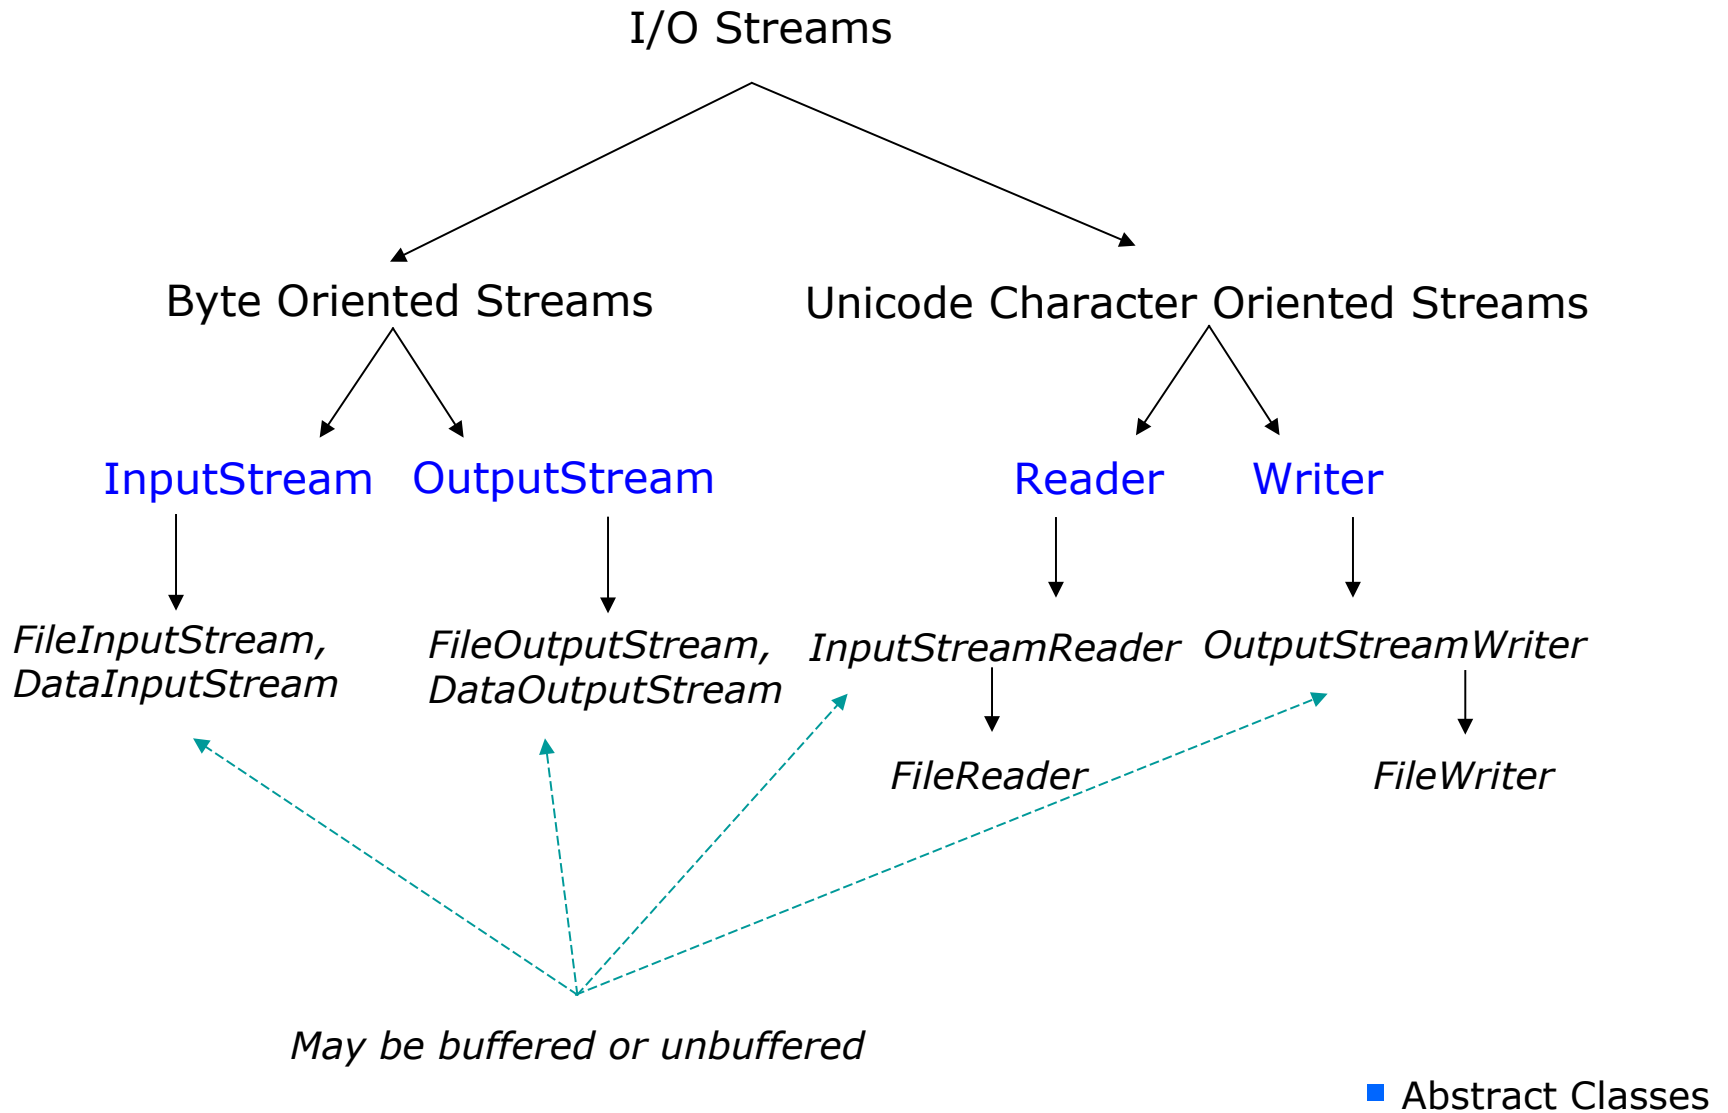 I/O Streams
Byte Oriented Streams
Unicode Character Oriented Streams
InputStream
OutputStream
Reader
Writer
FileInputStream,
DataInputStream
FileOutputStream,
DataOutputStream
InputStreamReader
OutputStreamWriter
FileReader
FileWriter
May be buffered or unbuffered
Abstract Classes